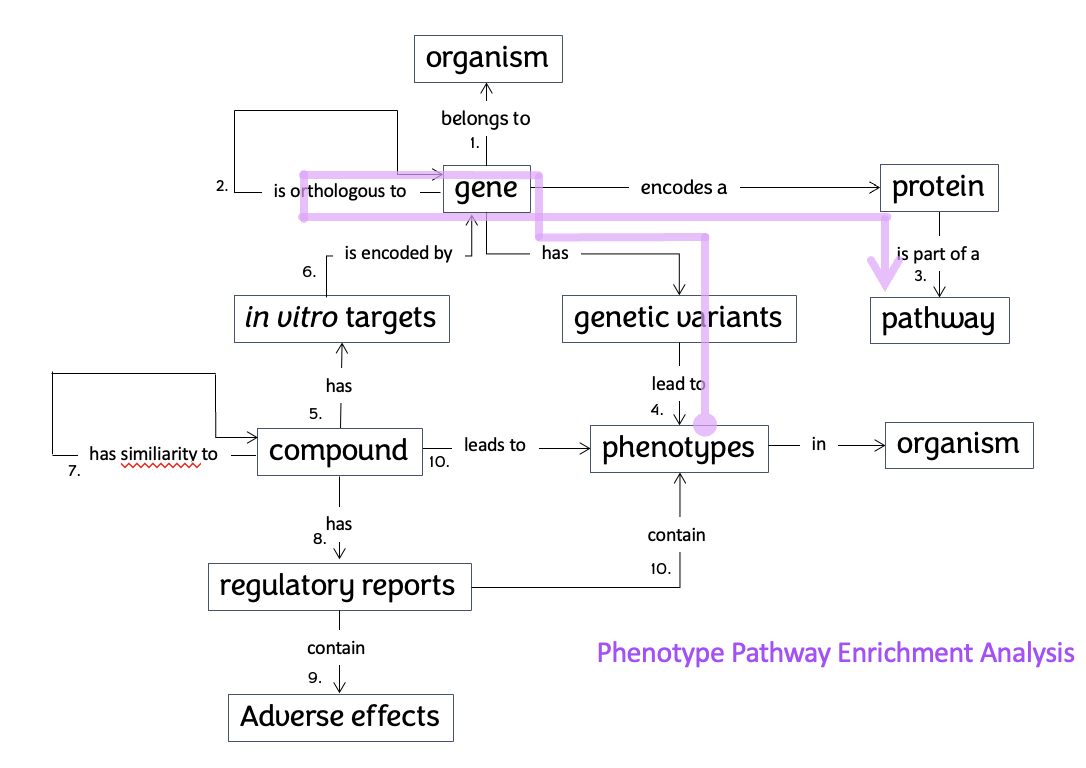 organism
belongs to
1.
2.
is orthologous to
gene
encodes a
protein
is encoded by
6.
has
is part of a
3.
in vitro targets
genetic variants
pathway
has
5.
lead to
4.
has similiarity to
7.
compound
10.
leads to
phenotypes
in
organism
has
8.
contain
10.
regulatory reports
contain
9.
Phenotype Pathway Enrichment Analysis
Adverse effects